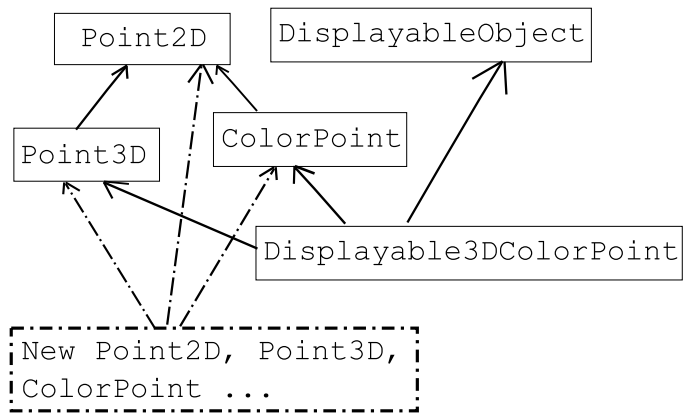 Point2D
DisplayableObject
ColorPoint
Point3D
Displayable3DColorPoint
New Point2D, Point3D,
ColorPoint ...